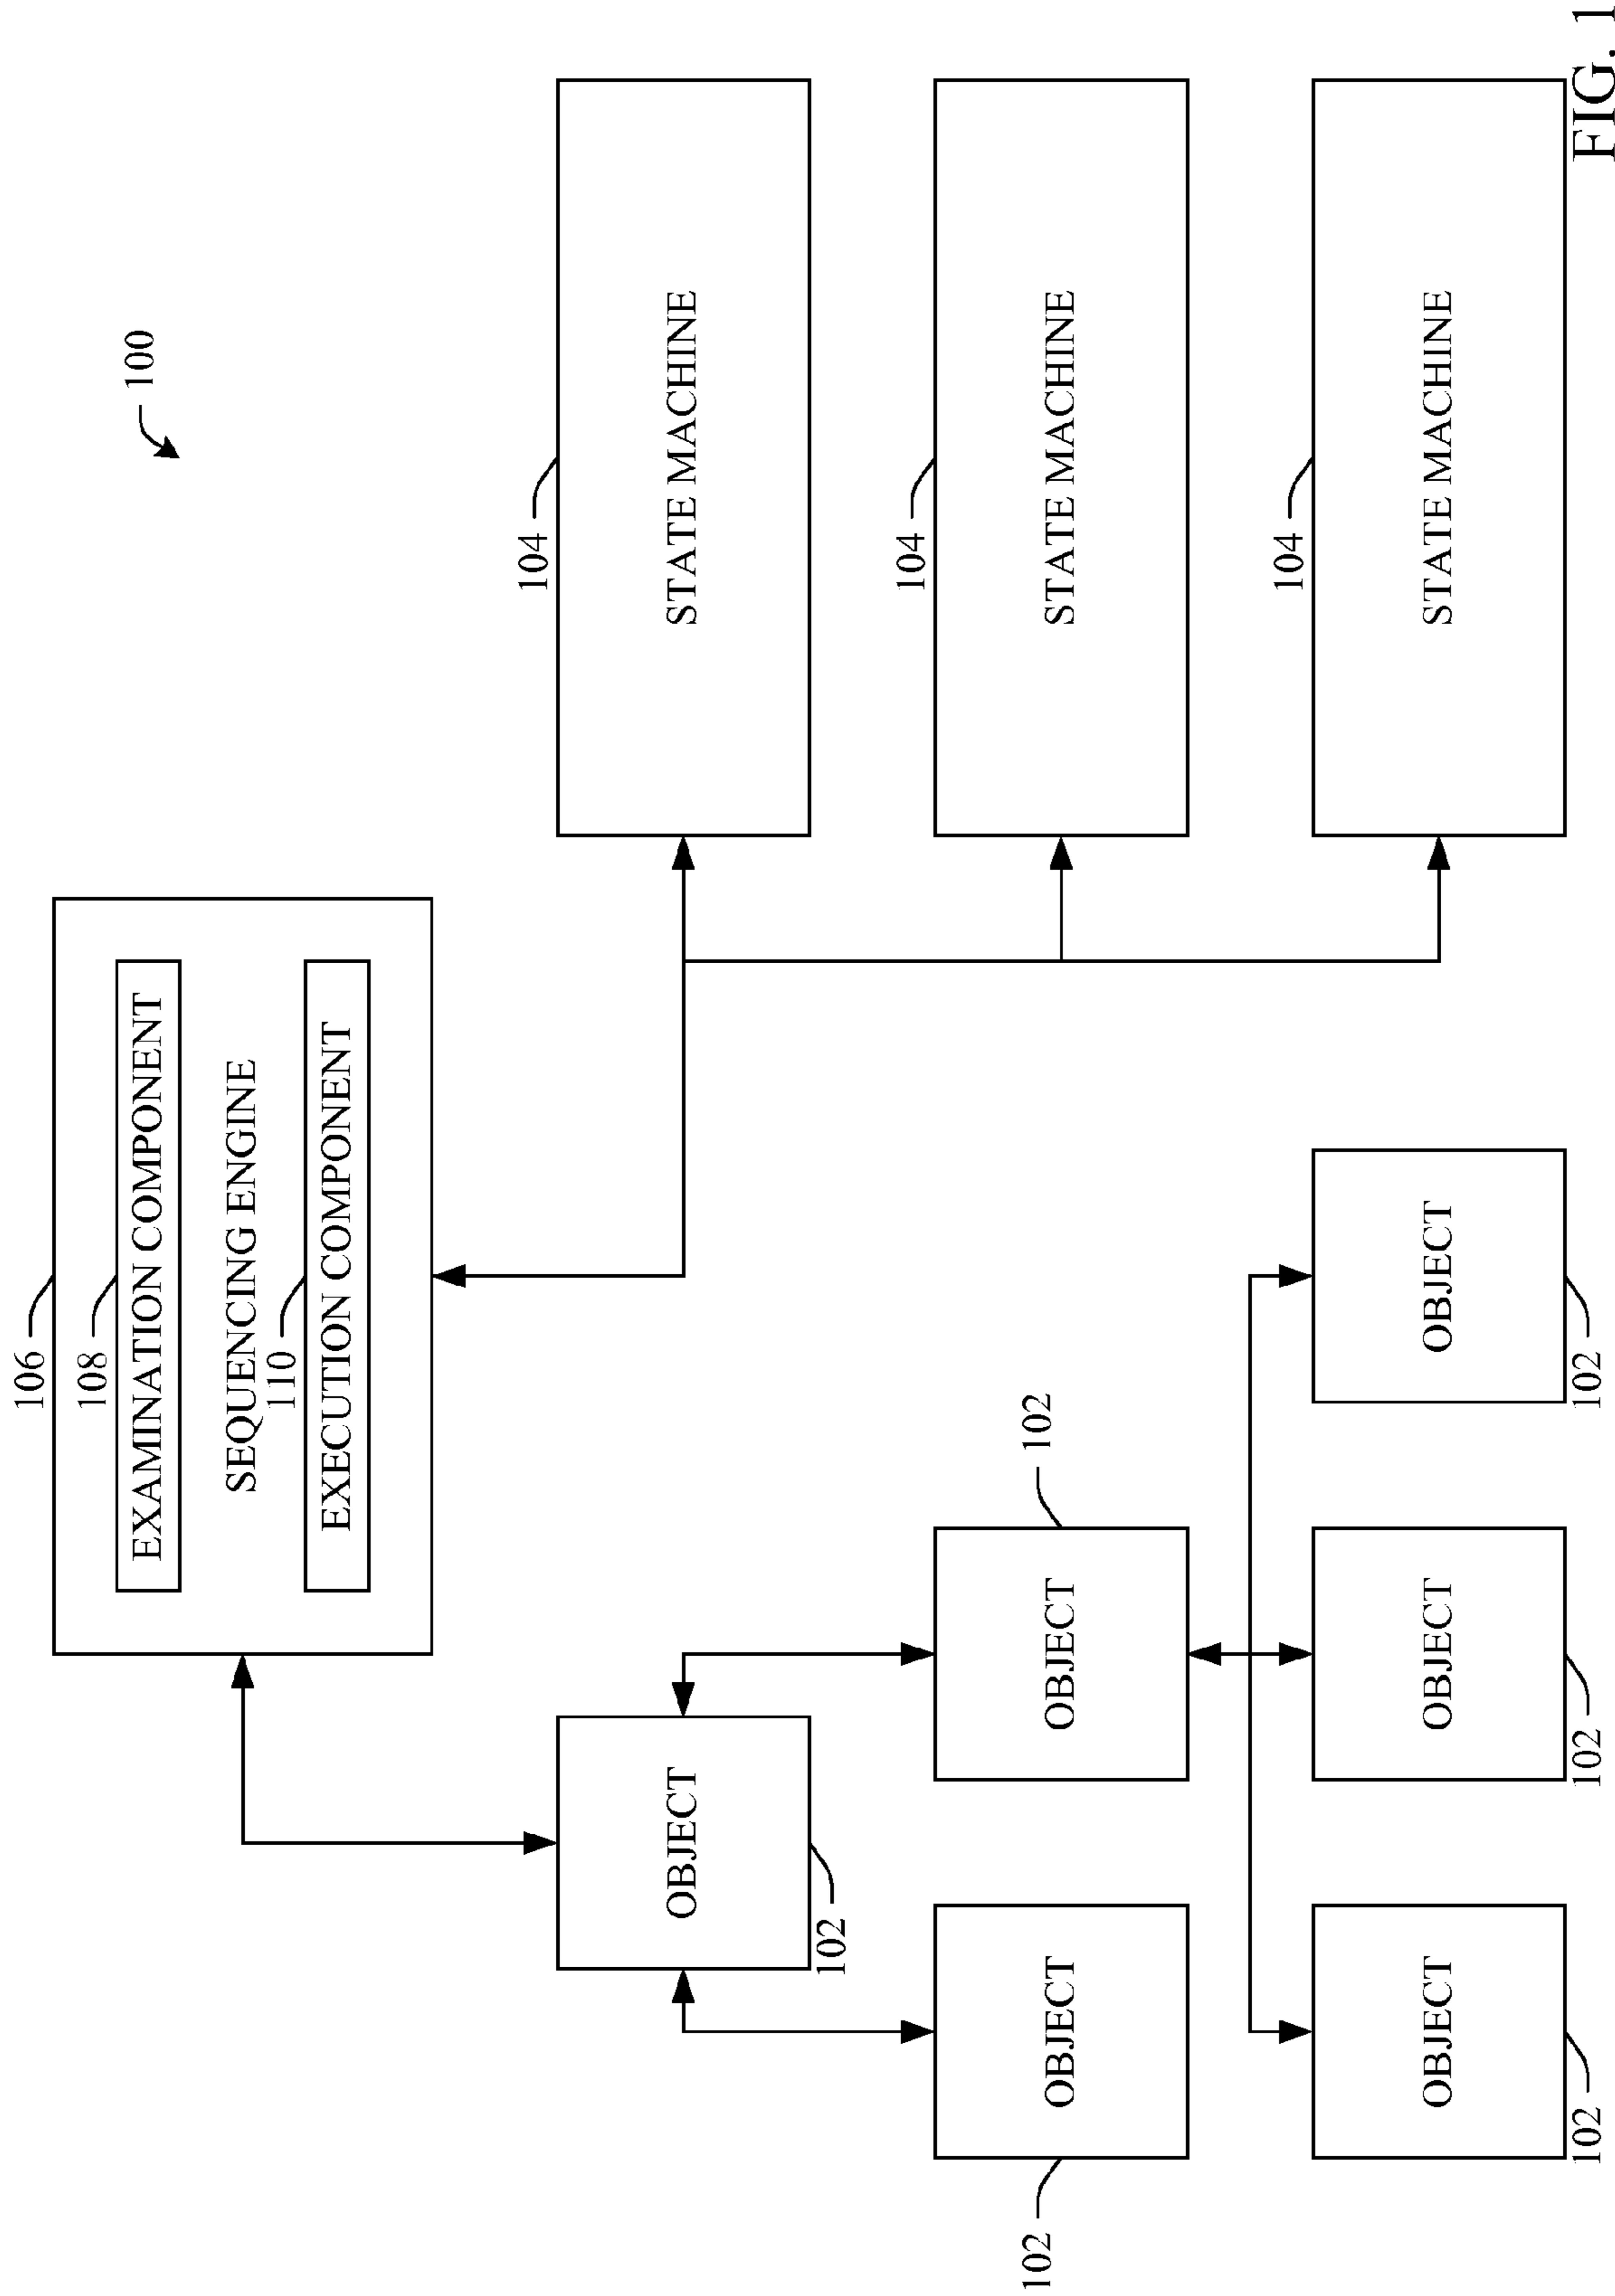 100
106
108
EXAMINATION COMPONENT
SEQUENCING ENGINE
110
EXECUTION COMPONENT
OBJECT
102
104
STATE MACHINE
102
OBJECT
OBJECT
102
104
STATE MACHINE
OBJECT
102
OBJECT
102
OBJECT
102
104
STATE MACHINE
FIG. 1